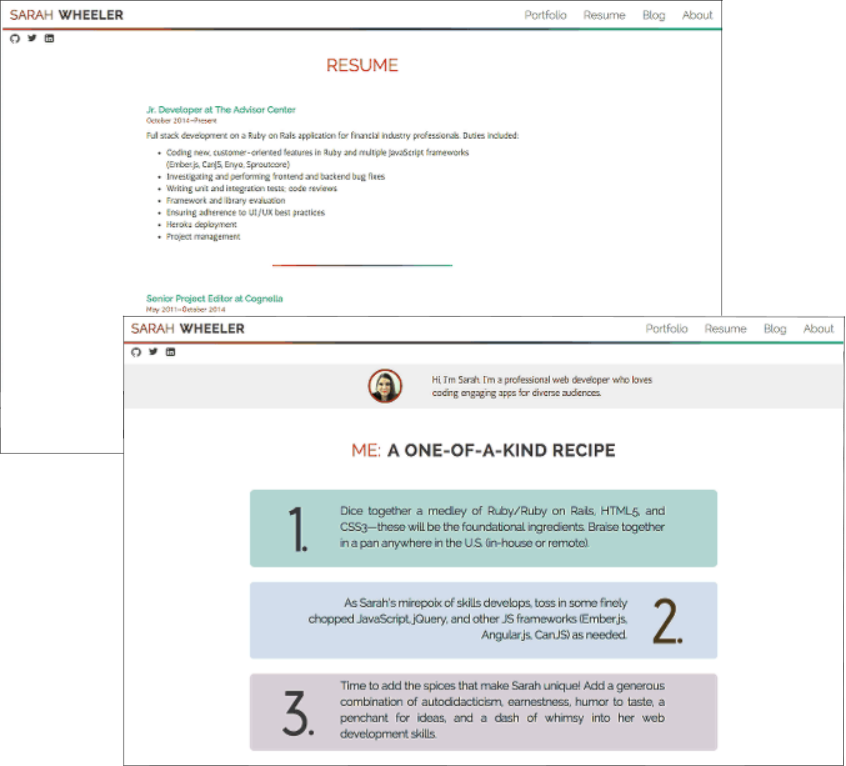 SARAH WHEELER
Portfolio Resume Blog About
RESUME
Jr. Developer at The Advisor Center
October 2014–Present
Full stack development on a Ruby on Rails application for financial industry professionals. Duties included:
• Coding new, customer-oriented features in Ruby and multiple JavaScript frameworks
(Ember.js, CanJS, Enyo, Sproutcore)
• Investigating and performing frontend and backend bug fixes
• Writing unit and integration tests; code reviews
• Framework and library evaluation
• Ensuring adherence to UI/UX best practices
• Heroku deployment
• Project management
Senior Project Editor at Cognella
May 2011–October 2014
SARAH WHEELER
Portfolio Resume Blog About
Hi, I'm Sarah. I'm a professional web developer who loves
coding engaging apps for diverse audiences.
ME: A ONE-OF-A-KIND RECIPE
1.
Dice together a medley of Ruby/Ruby on Rails, HTML5, and
CSS3—these will be the foundational ingredients. Braise together
in a pan anywhere in the U.S. (in-house or remote).
As Sarah's mirepoix of skills develops, toss in some finely
chopped JavaScript, jQuery, and other JS frameworks (Ember.js,
Angular.js, CanJS) as needed.
2.
3.
Time to add the spices that make Sarah unique! Add a generous
combination of autodidacticism, earnestness, humor to taste, a
penchant for ideas, and a dash of whimsy into her web
development skills.